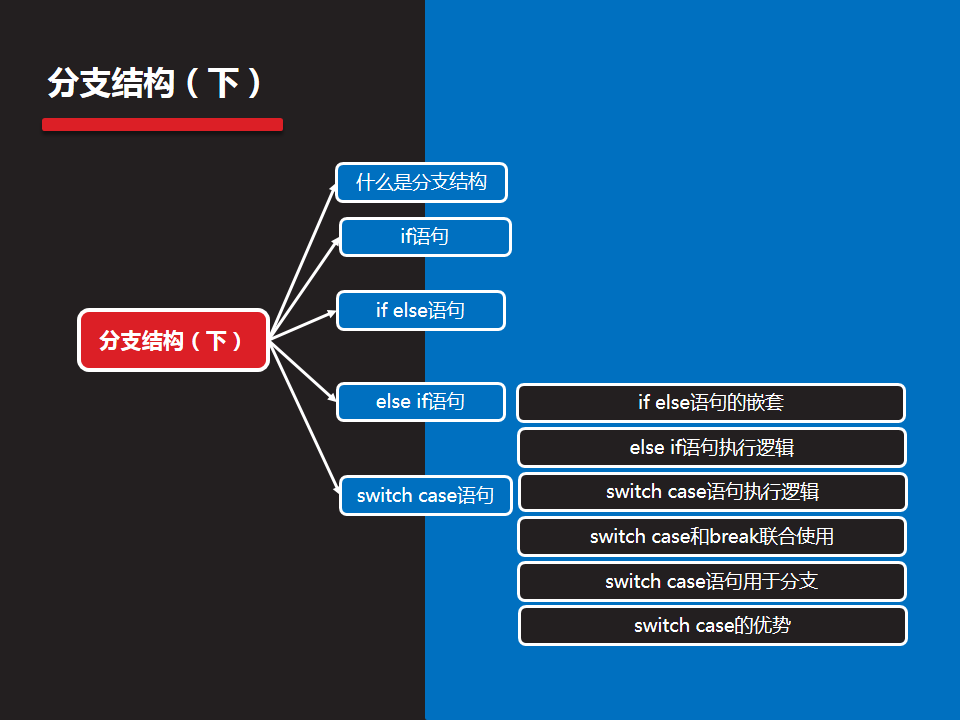 分支结构（下）
什么是分支结构
if语句
if else语句
分支结构（下）
else if语句
if else语句的嵌套
else if语句执行逻辑
switch case语句
switch case语句执行逻辑
switch case和break联合使用
switch case语句用于分支
switch case的优势